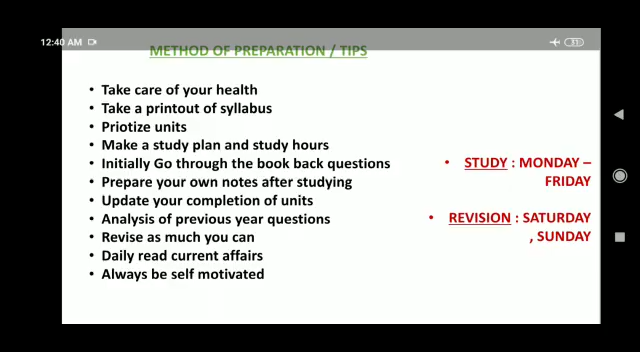 12:40 AM
31
METHOD OF PREPARATION / TIPS
• Take care of your health
• Take a printout of syllabus
• Priotize units
• Make a study plan and study hours
• Initially Go through the book back questions
• Prepare your own notes after studying
• Update your completion of units
• Analysis of previous year questions
• Revise as much you can
• Daily read current affairs
• Always be self motivated
• STUDY : MONDAY –
FRIDAY
• REVISION : SATURDAY
, SUNDAY